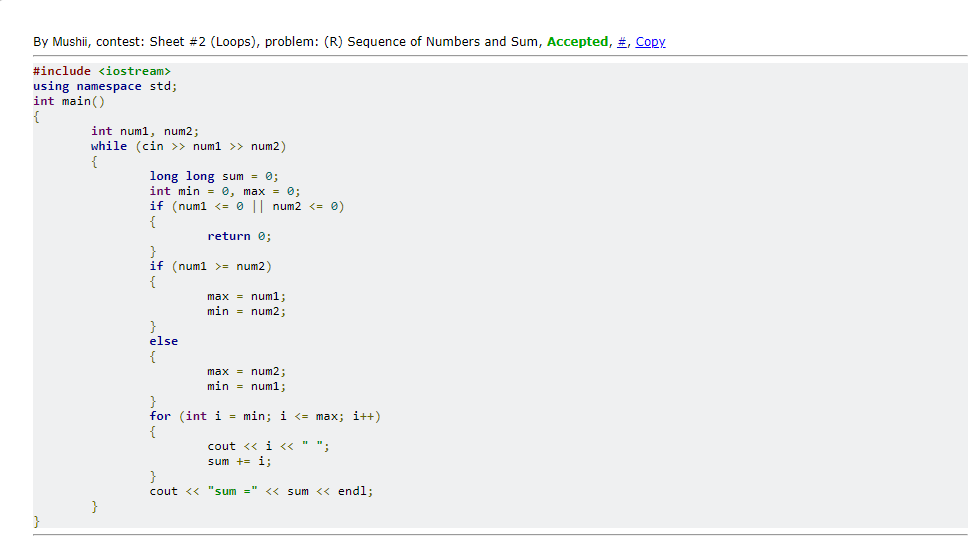 By Mushii, contest: Sheet #2 (Loops), problem: (R) Sequence of Numbers and Sum, Accepted, #, Copy
#include <iostream>
using namespace std;
int main()
{
int num1, num2;
while (cin >> num1 >> num2)
{
long long sum = 0;
int min = 0, max = 0;
if (num1 <= 0 || num2 <= 0)
{
return 0;
}
if (num1 >= num2)
{
max = num1;
min = num2;
}
else
{
max = num2;
min = num1;
}
for (int i = min; i <= max; i++)
{
cout << i << " ";
sum += i;
}
cout << "sum =" << sum << endl;
}
}